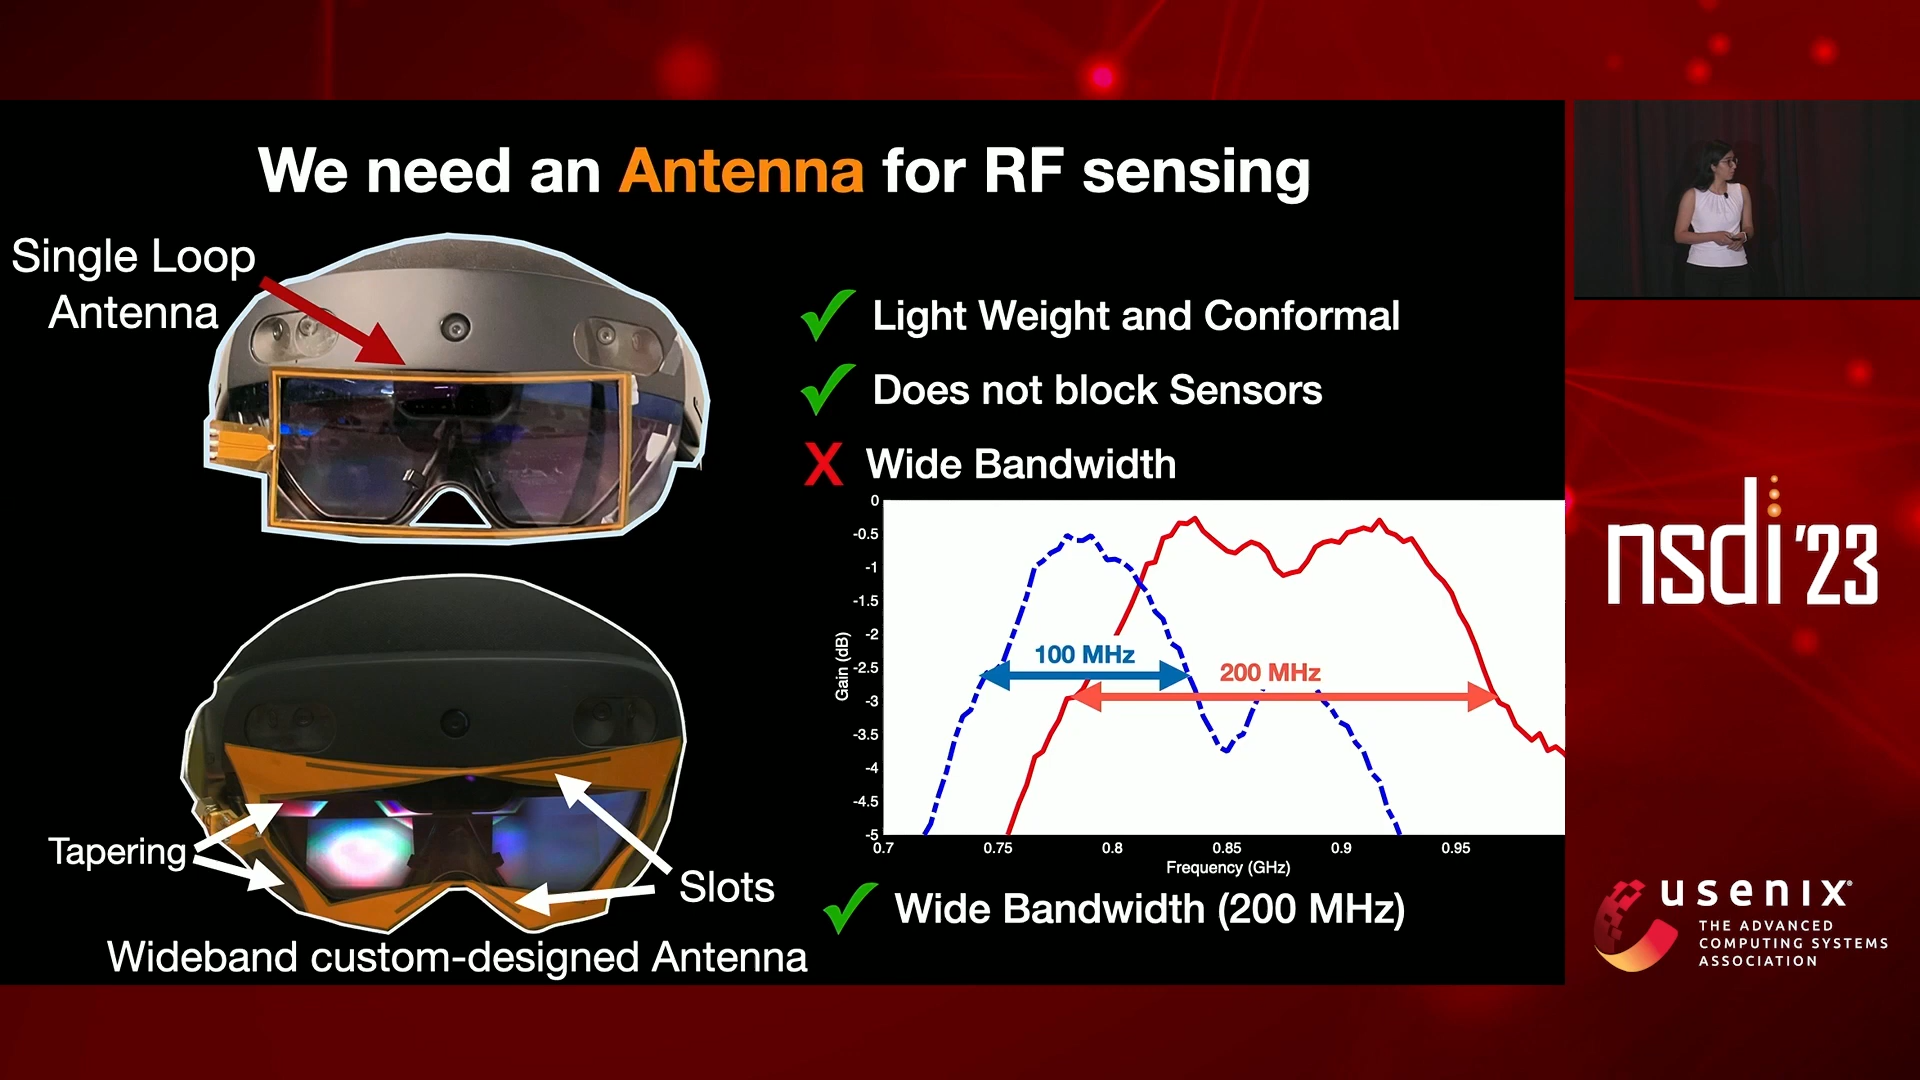 We need an Antenna for RF sensing
Single Loop
Antenna
Light Weight and Conformal
Does not block Sensors
X Wide Bandwidth
0
-0.5
-1
-1.5
-2
-2.5
-3
-3.5
-4
-4.5
-5
Gain (dB)
100 MHz
200 MHz
0.7 0.75 0.8 0.85 0.9 0.95
Frequency (GHz)
Tapering
Slots
Wideband custom-designed Antenna
Wide Bandwidth (200 MHz)
nsdi '23
usenix
THE ADVANCED
COMPUTING SYSTEMS
ASSOCIATION